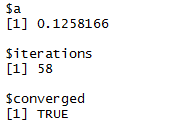 $a
[1] 0.1258166
$iterations
[1] 58
$converged
[1] TRUE